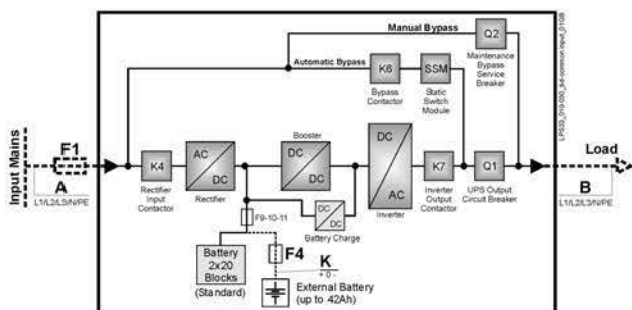 Manual Bypass
Q2
Maintenance
Bypass
Service
Breaker
Automatic Bypass
K6
SSM
Bypass
Contactor
Static
Switch
Module
Input Mains
F1
A
L1/L2/L3/N/PE
K4
Rectifier
Input
Contactor
AC
DC
Rectifier
Booster
DC
DC
DC
AC
Inverter
K7
Inverter
Output
Contactor
Q1
UPS Output
Circuit Breaker
Load
B
L1/L2/L3/N/PE
DC
DC
Battery Charge
F9-10-11
Battery
2x20
Blocks
(Standard)
F4
K
+ 0 -
External Battery
(up to 42Ah)